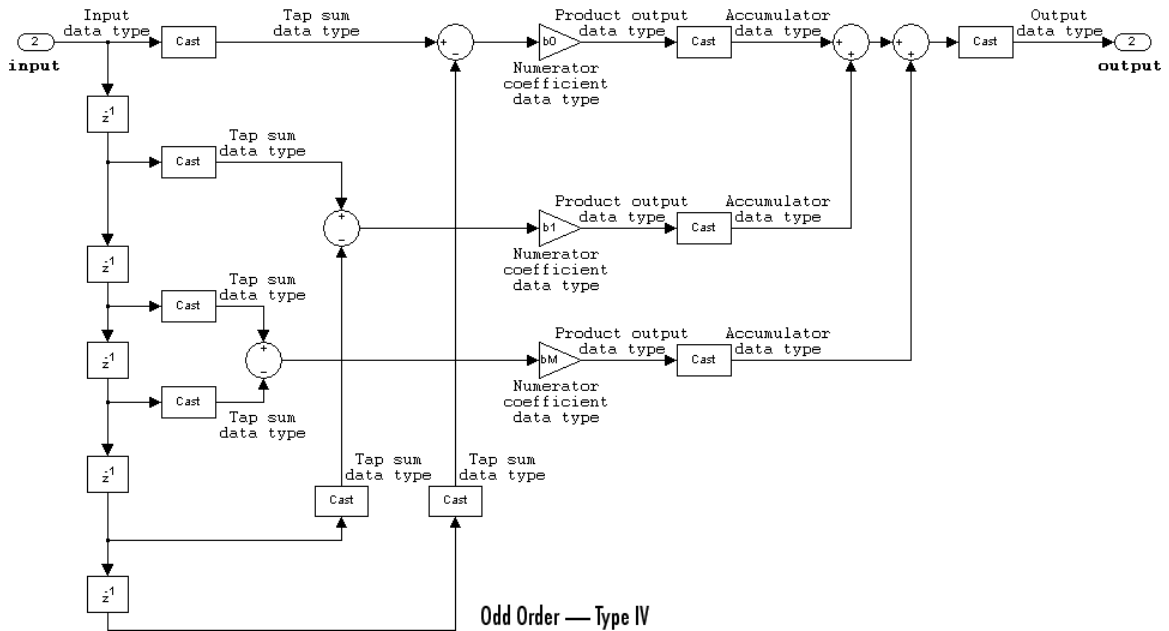 Input
data type
Tap sum
data type
Product output
data type
Accumulator
data type
Output
data type
2
Cast
+
−
b0
Cast
+
+
+
+
Cast
2
input
output
Numerator
coefficient
data type
z-1
Tap sum
data type
Cast
Product output
data type
Accumulator
data type
+
−
b1
Cast
Numerator
coefficient
data type
z-1
Tap sum
data type
Cast
Product output
data type
Accumulator
data type
z-1
+
−
bM
Cast
Numerator
coefficient
data type
Cast
Tap sum
data type
Tap sum
data type
Tap sum
data type
z-1
Cast
Cast
z-1
Odd Order — Type IV